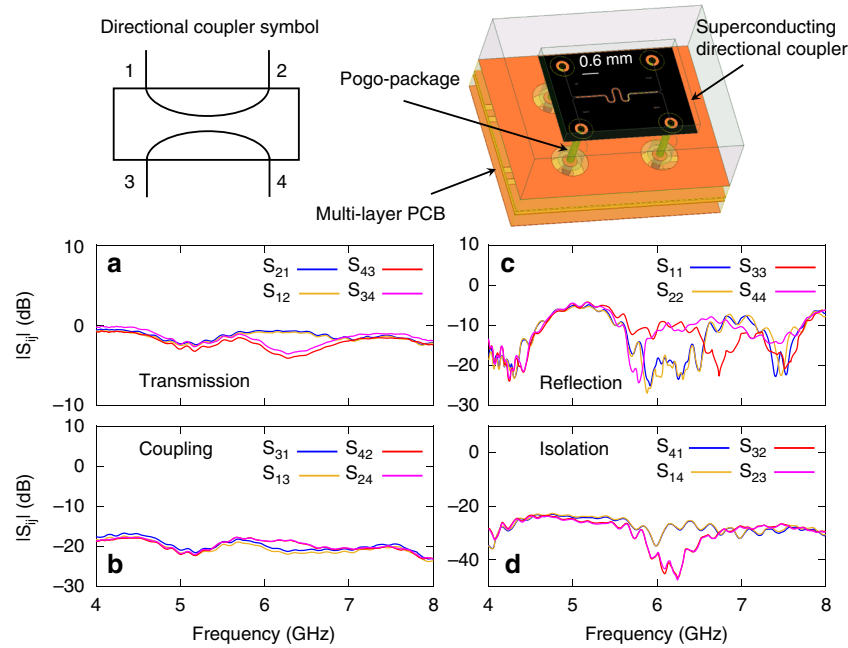 Directional coupler symbol
1 2
3 4
Superconducting
directional coupler
0.6 mm
Pogo-package
Multi-layer PCB
a
S21 S43
S12 S34
Transmission
10
0
−10
|Sij| (dB)
c
S11 S33
S22 S44
Reflection
10
0
−10
−20
−30
|Sij| (dB)
b
Coupling
S31 S42
S13 S24
10
0
−10
−20
−30
|Sij| (dB)
4 5 6 7 8
Frequency (GHz)
d
Isolation
S41 S32
S14 S23
0
−20
−40
4 5 6 7 8
Frequency (GHz)